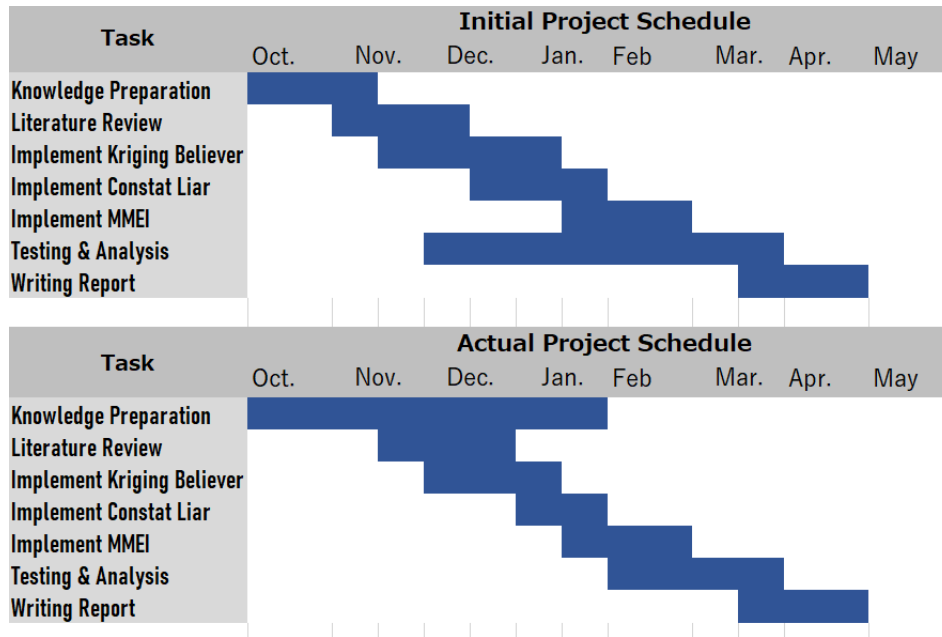 Task
Initial Project Schedule
Oct. Nov. Dec. Jan. Feb Mar. Apr. May
Knowledge Preparation
Literature Review
Implement Kriging Believer
Implement Constat Liar
Implement MMEI
Testing & Analysis
Writing Report
Task
Actual Project Schedule
Oct. Nov. Dec. Jan. Feb Mar. Apr. May
Knowledge Preparation
Literature Review
Implement Kriging Believer
Implement Constat Liar
Implement MMEI
Testing & Analysis
Writing Report